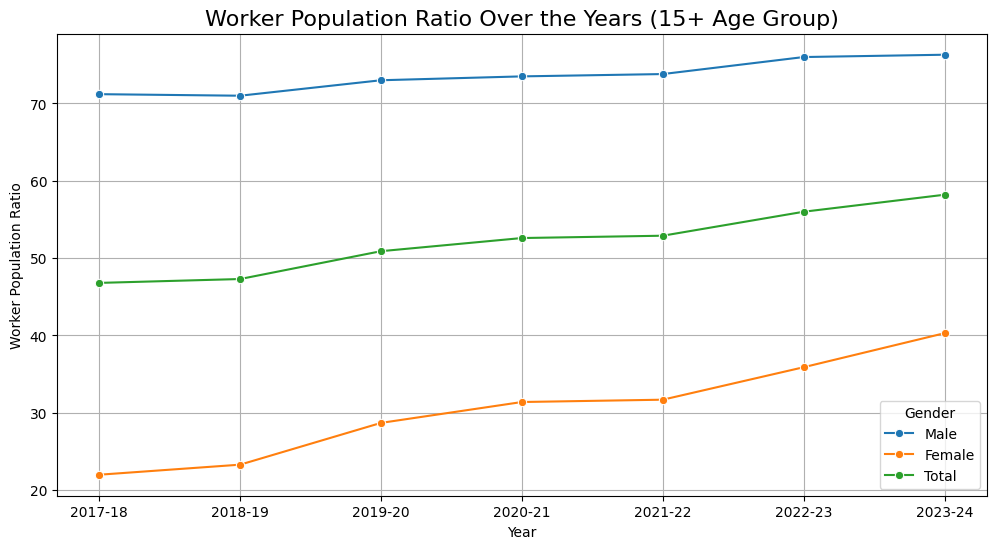 Worker Population Ratio Over the Years (15+ Age Group)
Worker Population Ratio
70
60
50
40
30
20
2017-18
2018-19
2019-20
2020-21
2021-22
2022-23
2023-24
Year
Gender
Male
Female
Total